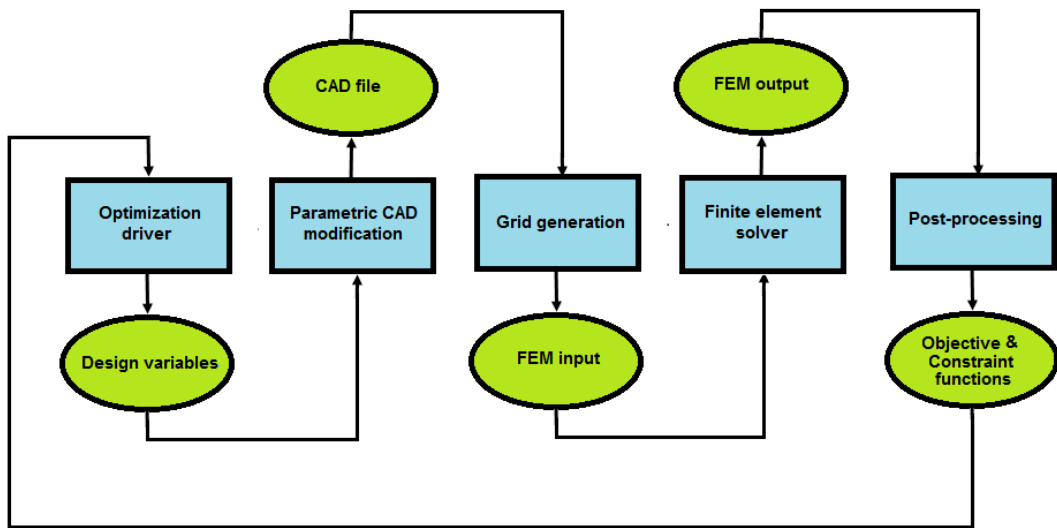 CAD file
FEM output
Optimization
driver
Parametric CAD
modification
Grid generation
Finite element
solver
Post-processing
Design variables
FEM input
Objective &
Constraint
functions